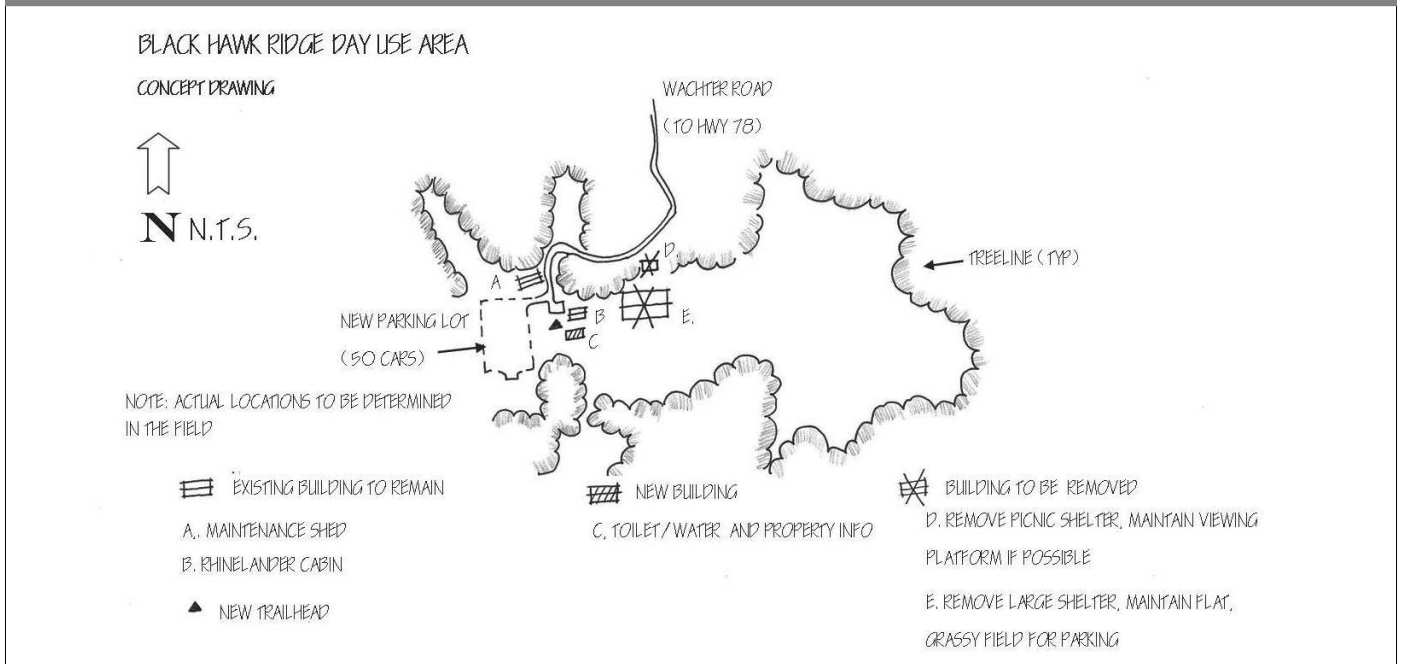 BLACK HAWK RIDGE DAY USE AREA
CONCEPT DRAWING
WACHTER ROAD
(TO HWY 78)
N N.T.S.
D.
TREELINE (TYP)
A
NEW PARKING LOT
(50 CARS)
B
E.
C
NOTE: ACTUAL LOCATIONS TO BE DETERMINED
IN THE FIELD
EXISTING BUILDING TO REMAIN
A.. MAINTENANCE SHED
B. RHINELANDER CABIN
NEW TRAILHEAD
NEW BUILDING
C. TOILET/WATER AND PROPERTY INFO
BUILDING TO BE REMOVED
D. REMOVE PICNIC SHELTER, MAINTAIN VIEWING
PLATFORM IF POSSIBLE
E. REMOVE LARGE SHELTER, MAINTAIN FLAT,
GRASSY FIELD FOR PARKING